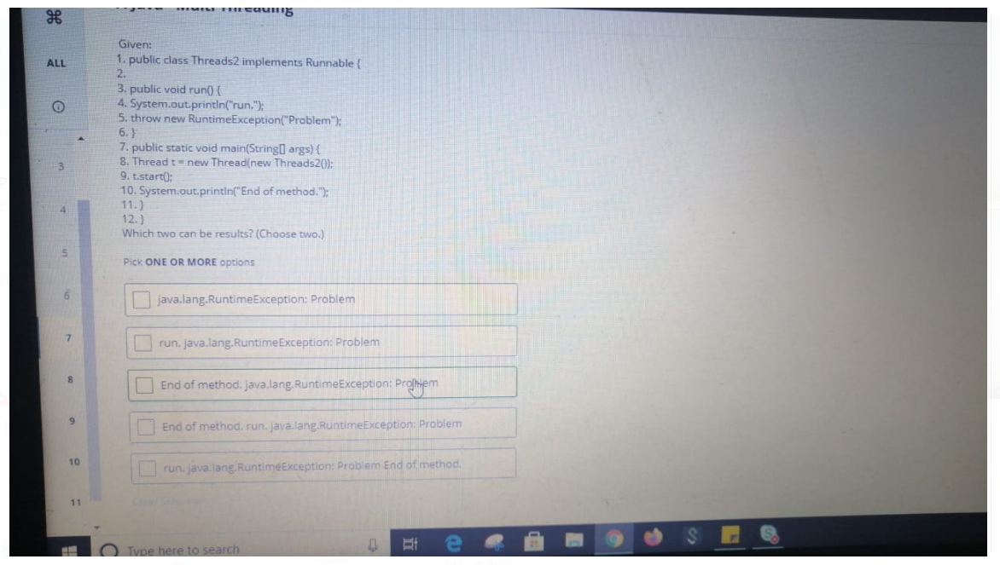 Java Multi Threading
ALL
Given:
1. public class Threads2 implements Runnable {
2.
3. public void run() {
4. System.out.println("run.");
5. throw new RuntimeException("Problem");
6. }
7. public static void main(String[] args) {
8. Thread t = new Thread(new Threads2());
9. t.start();
10. System.out.println("End of method.");
11. }
12. }
Which two can be results? (Choose two.)
Pick ONE OR MORE options
java.lang.RuntimeException: Problem
run. java.lang.RuntimeException: Problem
End of method. java.lang.RuntimeException: Problem
End of method. run. java.lang.RuntimeException: Problem
run. java.lang.RuntimeException: Problem End of method.
3
4
5
6
7
8
9
10
11
Type here to search